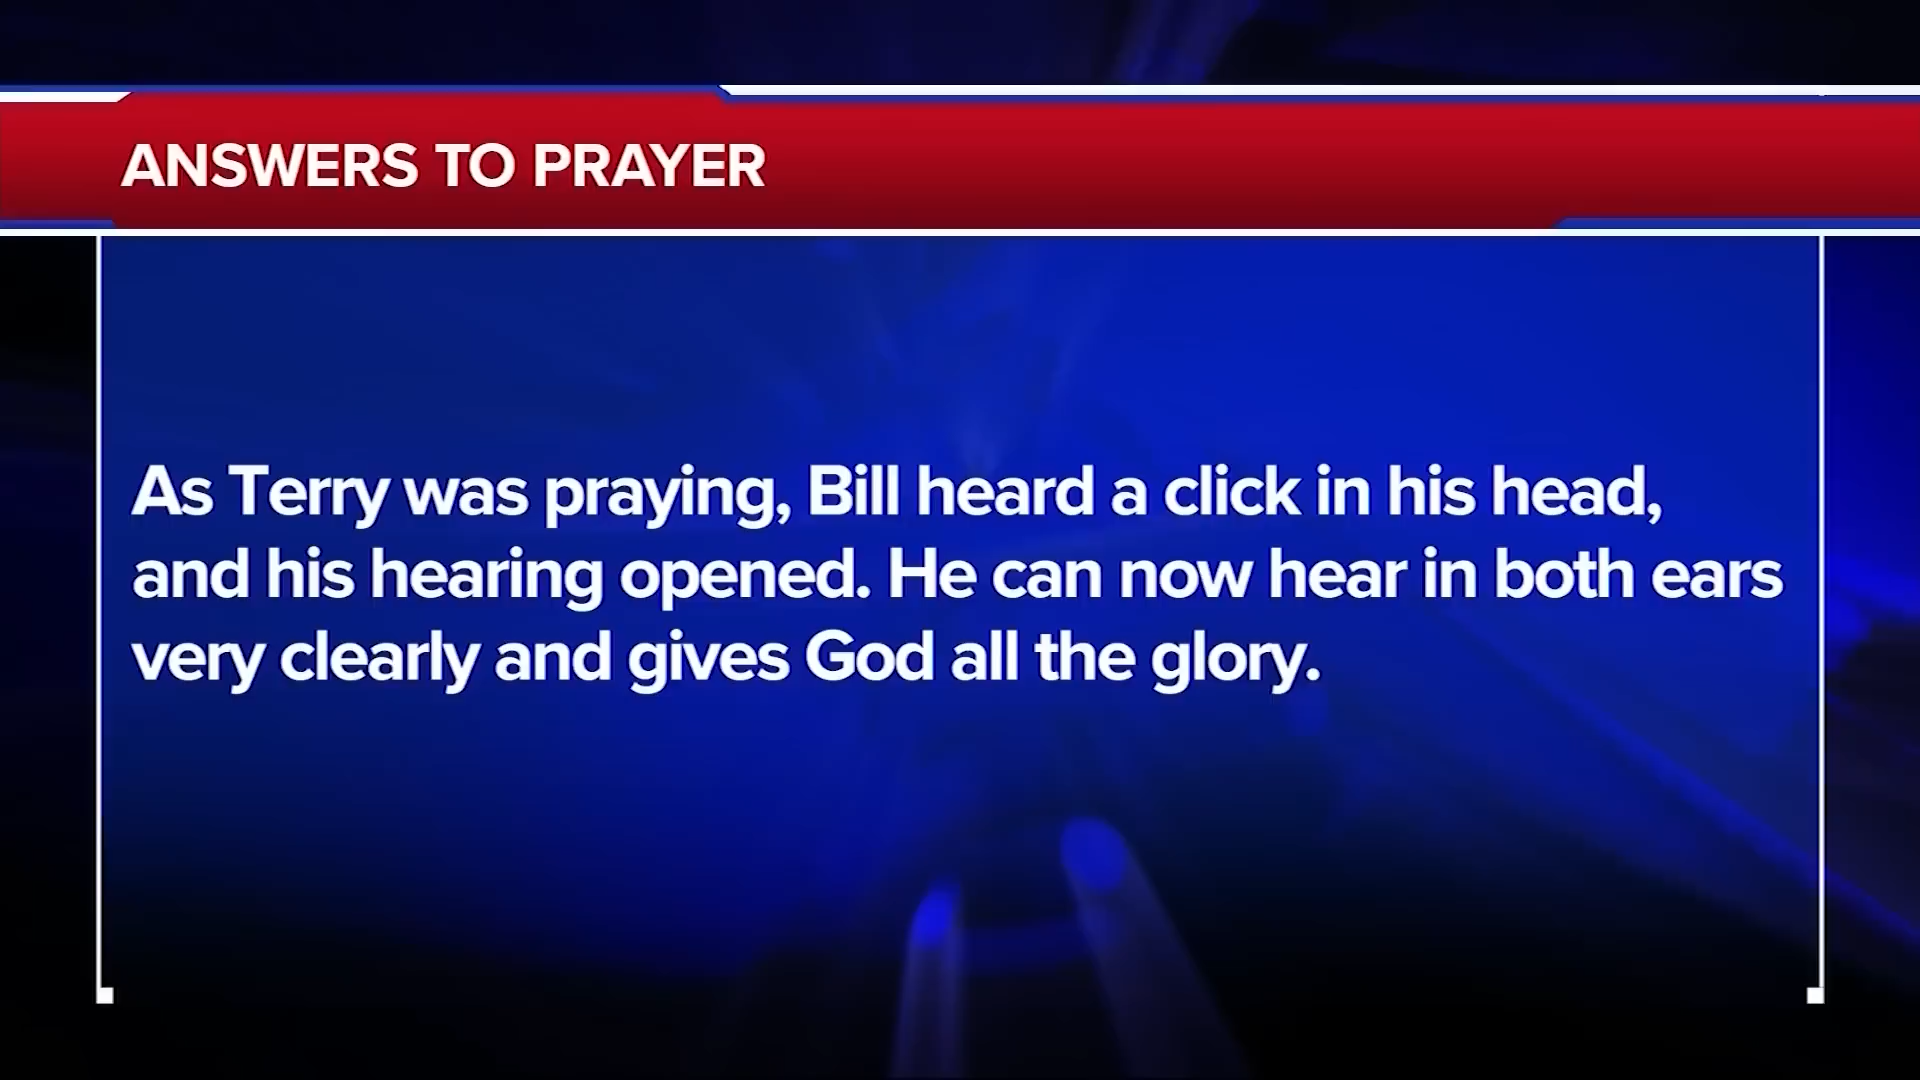 ANSWERS TO PRAYER
As Terry was praying, Bill heard a click in his head,
and his hearing opened. He can now hear in both ears
very clearly and gives God all the glory.